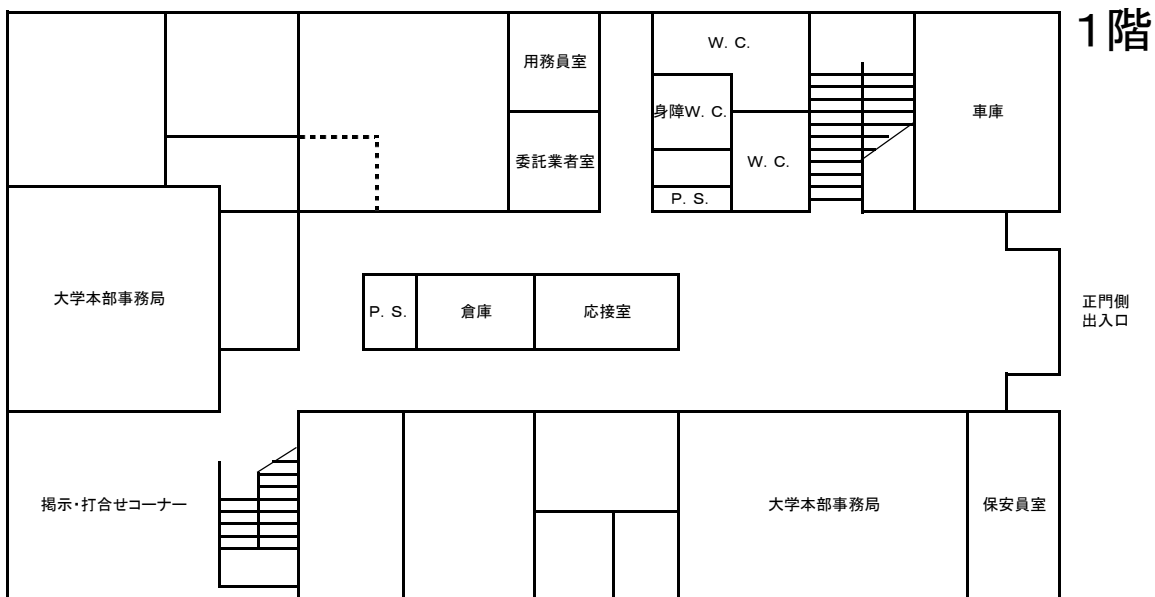 1階
W. C.
用務員室
身障W. C.
車庫
委託業者室
W. C.
P. S.
大学本部事務局
P. S.
倉庫
応接室
正門側
出入口
掲示・打合せコーナー
大学本部事務局
保安員室